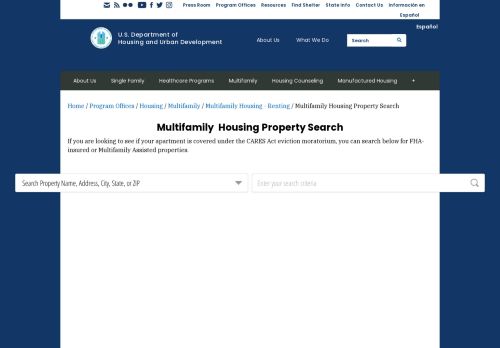 Press Room Program Offices Resources Find Shelter State Info Contact Us Información en Español
Español
U.S. Department of
Housing and Urban Development
About Us What We Do
Search
About Us Single Family Healthcare Programs Multifamily Housing Counseling Manufactured Housing +
Home / Program Offices / Housing / Multifamily / Multifamily Housing - Renting / Multifamily Housing Property Search
Multifamily Housing Property Search
If you are looking to see if your apartment is covered under the CARES Act eviction moratorium, you can search below for FHA-
insured or Multifamily Assisted properties.
Search Property Name, Address, City, State, or ZIP
Enter your search criteria